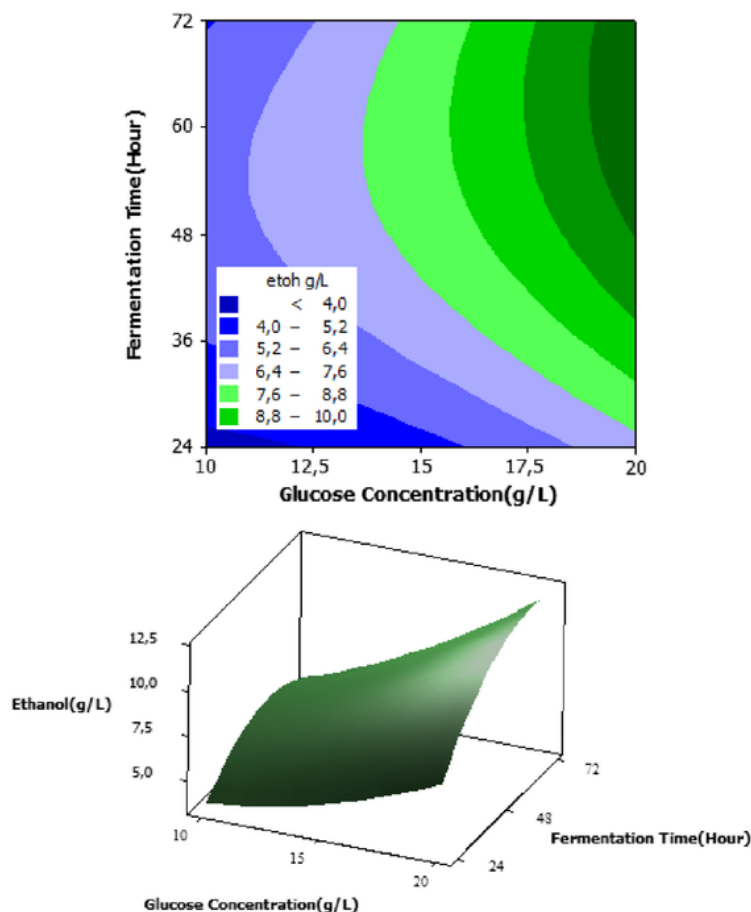 72
60
48
36
24
Fermentation Time(Hour)
etoh g/L
< 4,0
4,0 – 5,2
5,2 – 6,4
6,4 – 7,6
7,6 – 8,8
8,8 – 10,0
10 12,5 15 17,5 20
Glucose Concentration(g/L)
12,5
10,0
7,5
5,0
Ethanol(g/L)
10
15
20
Glucose Concentration(g/L)
72
48
24
Fermentation Time(Hour)